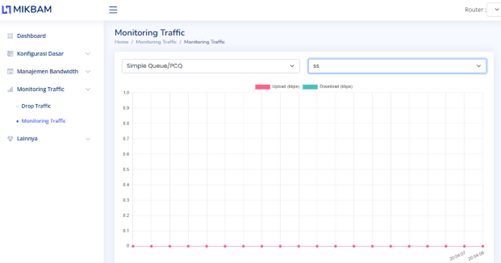 MIKBAM
Router :
Dashboard
Konfigurasi Dasar
Manajemen Bandwidth
Monitoring Traffic
Drop Traffic
Monitoring Traffic
Lainnya
Monitoring Traffic
Home / Monitoring Traffic / Monitoring Traffic
Simple Queue/PCQ
ss
Upload (kbps) Download (kbps)
1.0
0.9
0.8
0.7
0.6
0.5
0.4
0.3
0.2
0.1
0
20:04:07
20:04:08